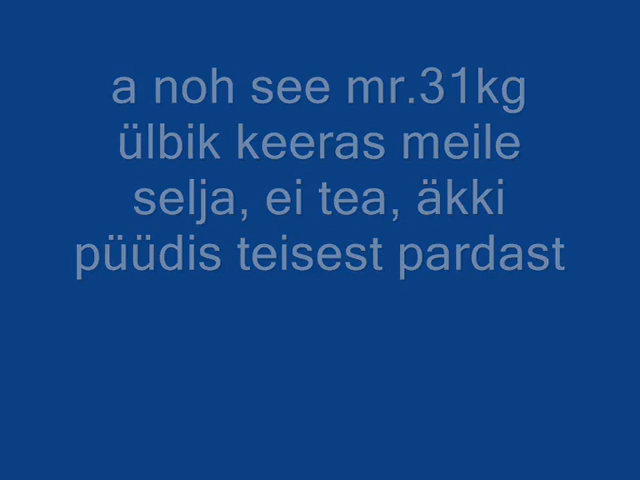 a noh see mr.31kg
ülbik keeras meile
selja, ei tea, äkki
püüdis teisest pardast